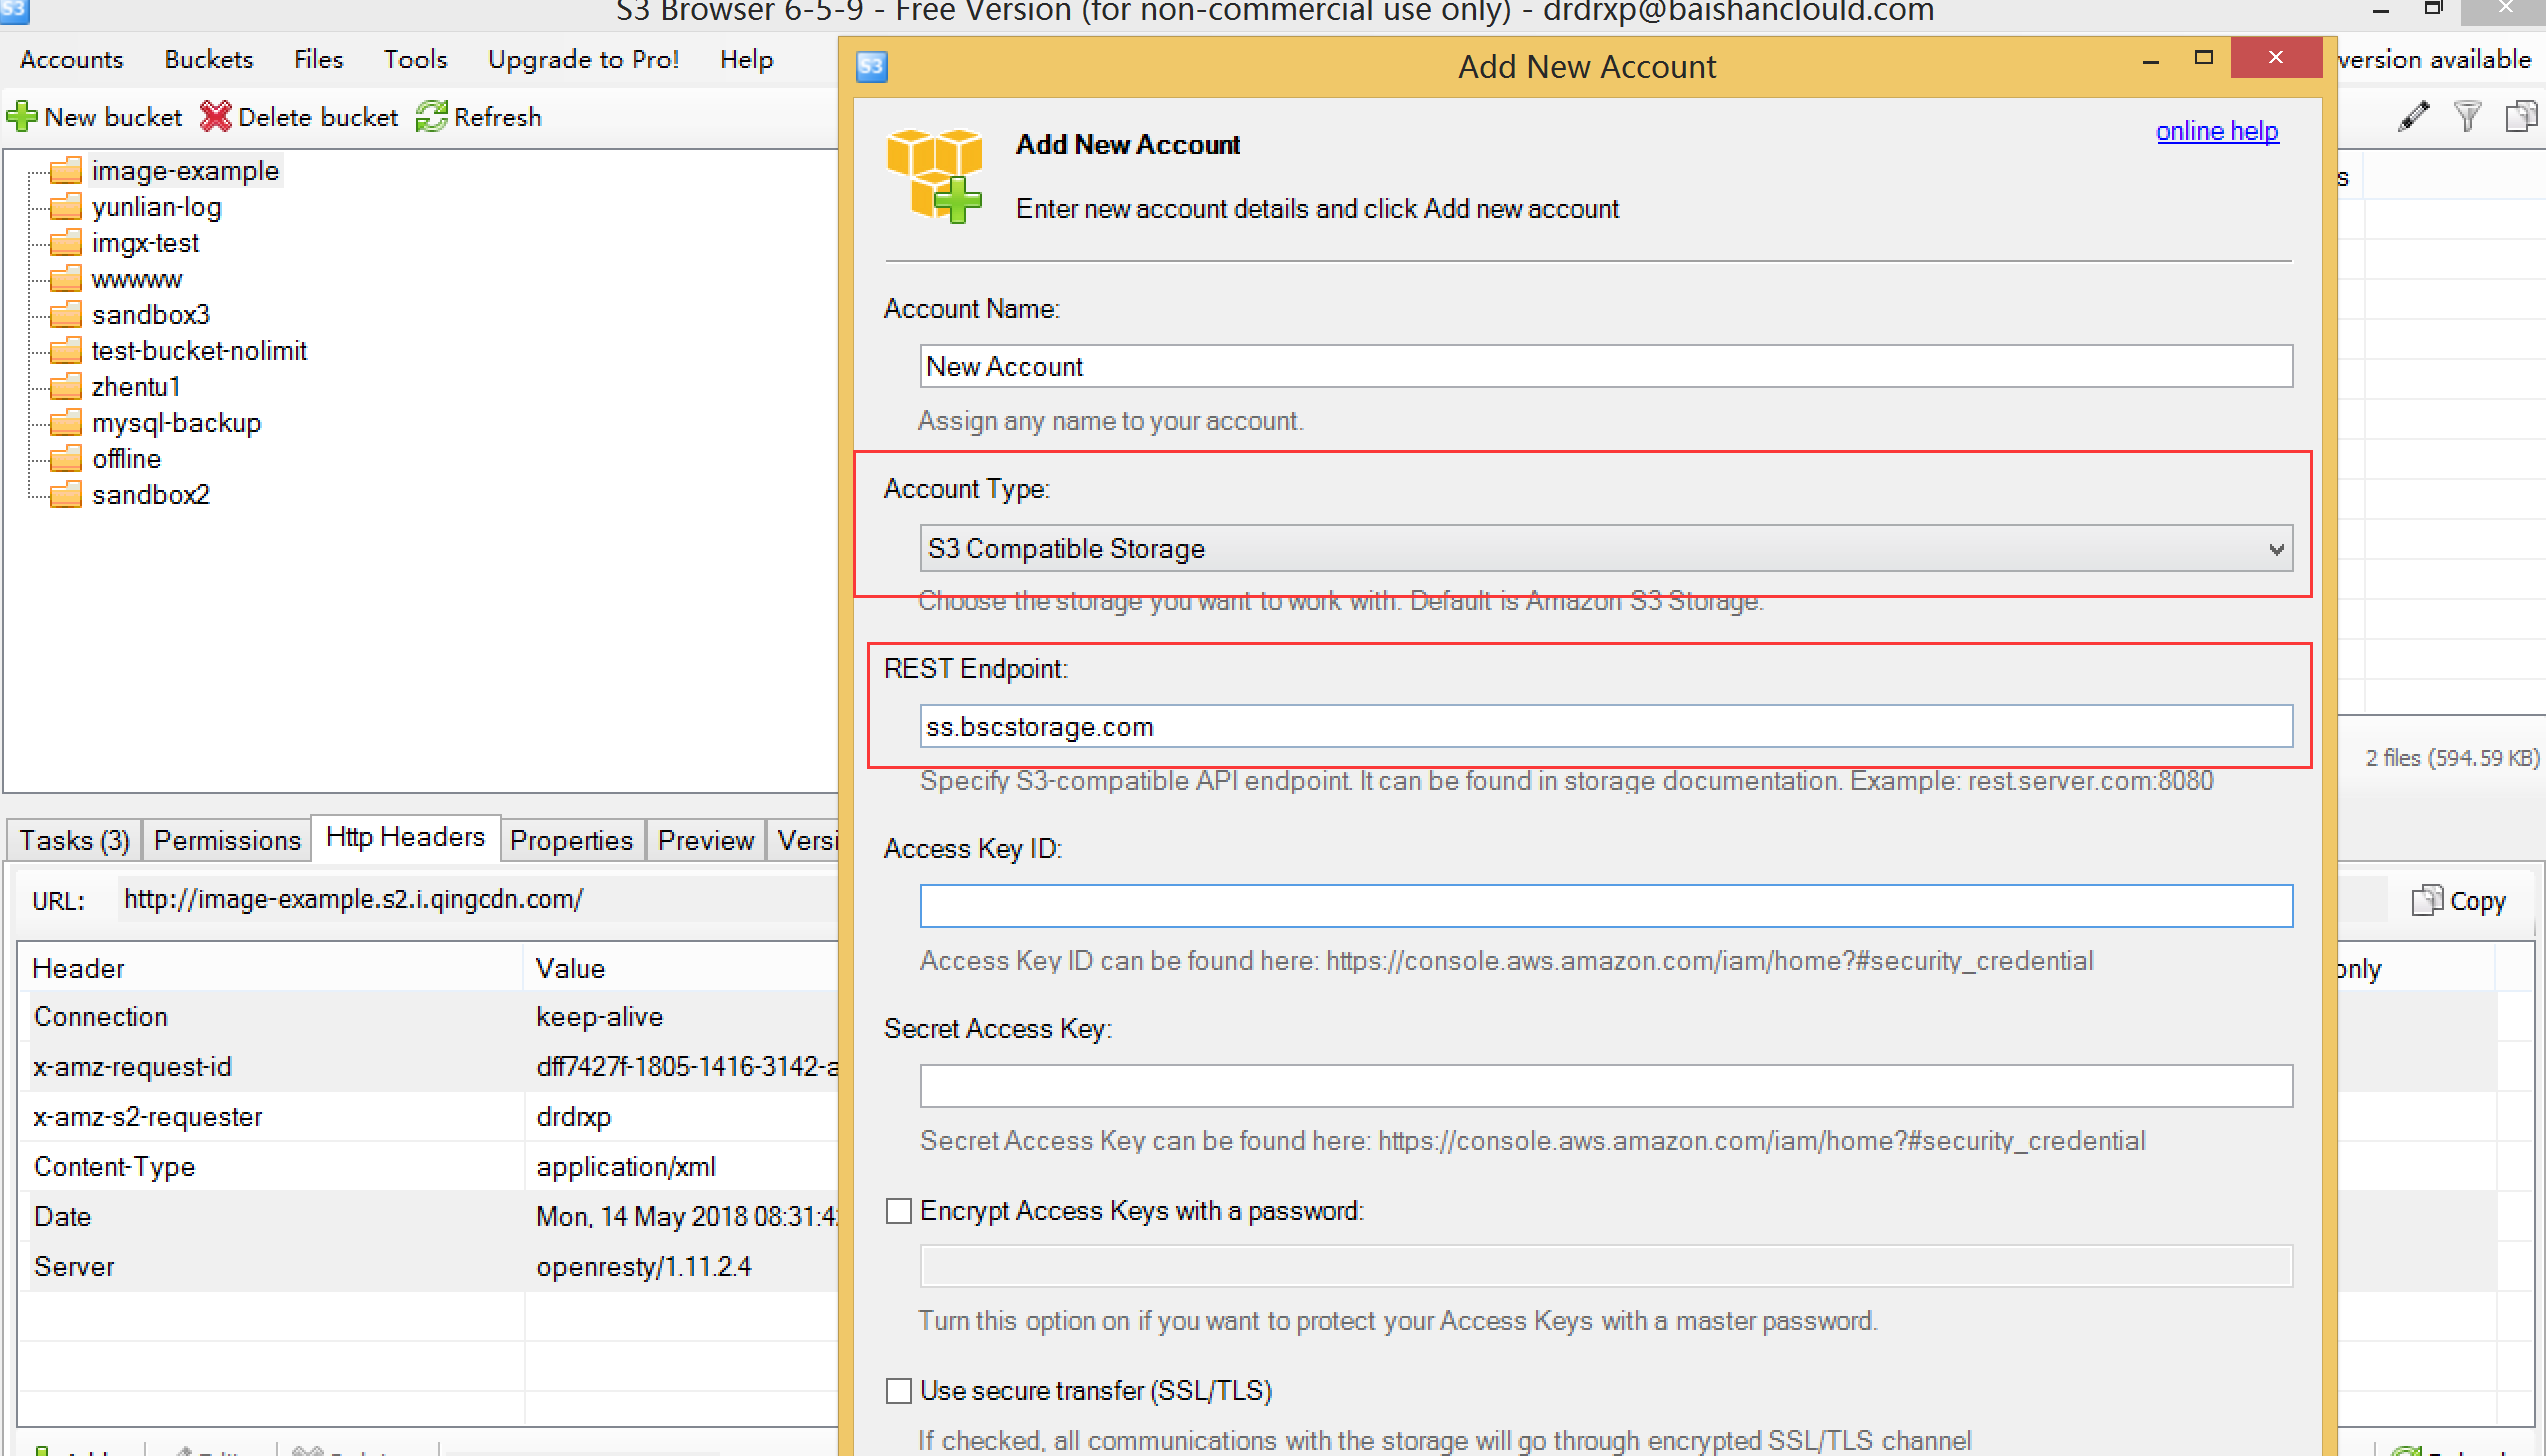 S3 Browser 6-5-9 - Free Version (for non-commercial use only) - drdrxp@baishanclould.com
Accounts Buckets Files Tools Upgrade to Pro! Help
version available
New bucket Delete bucket Refresh
image-example
yunlian-log
imgx-test
wwwww
sandbox3
test-bucket-nolimit
zhentu1
mysql-backup
offline
sandbox2
S3 Add New Account
Add New Account
online help
Enter new account details and click Add new account
Account Name:
New Account
Assign any name to your account.
Account Type:
S3 Compatible Storage
Choose the storage you want to work with. Default is Amazon S3 Storage.
REST Endpoint:
ss.bscstorage.com
Specify S3-compatible API endpoint. It can be found in storage documentation. Example: rest.server.com:8080
Access Key ID:
Access Key ID can be found here: https://console.aws.amazon.com/iam/home?#security_credential
Secret Access Key:
Secret Access Key can be found here: https://console.aws.amazon.com/iam/home?#security_credential
Encrypt Access Keys with a password:
Turn this option on if you want to protect your Access Keys with a master password.
Use secure transfer (SSL/TLS)
If checked, all communications with the storage will go through encrypted SSL/TLS channel
2 files (594.59 KB)
Tasks (3) Permissions Http Headers Properties Preview Versi
URL: http://image-example.s2.i.qingcdn.com/
Copy
Header Value
only
Connection keep-alive
x-amz-request-id dff7427f-1805-1416-3142-a
x-amz-s2-requester drdrxp
Content-Type application/xml
Date Mon, 14 May 2018 08:31:4
Server openresty/1.11.2.4